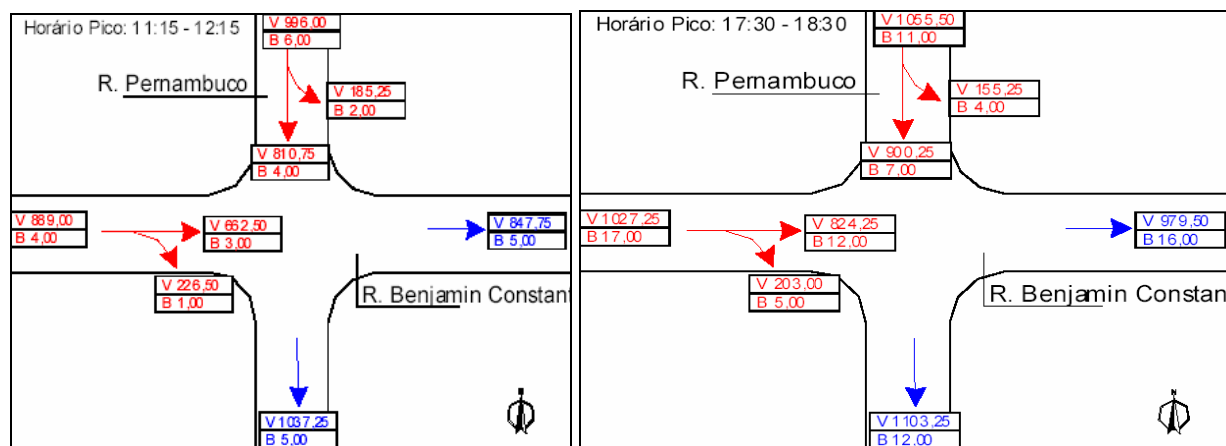 Horário Pico: 11:15 - 12:15
V 996,00
B 6,00
R. Pernambuco
V 185,25
B 2,00
V 810,75
B 4,00
V 889,00
B 4,00
V 662,50
B 3,00
V 847,75
B 5,00
V 226,50
B 1,00
R. Benjamin Constant
V 1037,25
B 5,00
N
Horário Pico: 17:30 - 18:30
V 1055,50
B 11,00
R. Pernambuco
V 155,25
B 4,00
V 900,25
B 7,00
V 1027,25
B 17,00
V 824,25
B 12,00
V 979,50
B 16,00
V 203,00
B 5,00
R. Benjamin Constan
V 1103,25
B 12,00
N